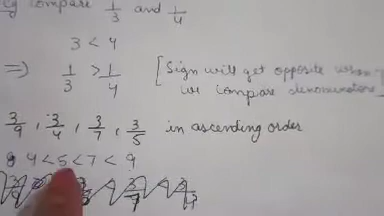 compare 1/3 and 1/4
3 < 4
⇒ 1/3 > 1/4 [Sign will get opposite when
we compare denominators
3/9, 3/4, 3/7, 3/5 in ascending order
4 < 5 < 7 < 9